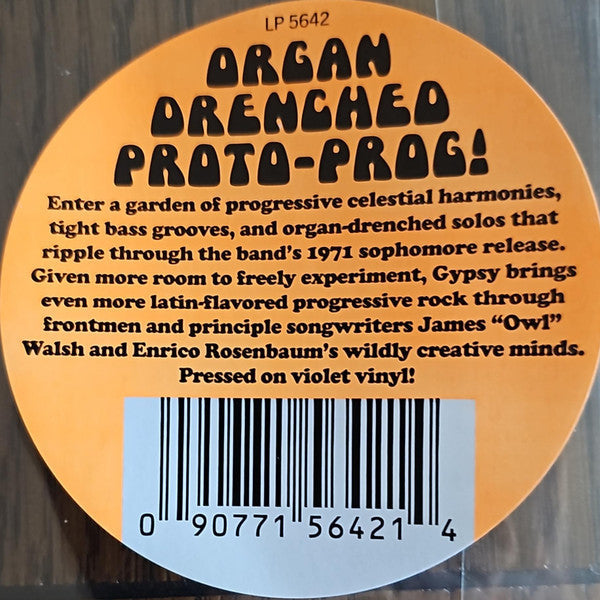 LP 5642
ORGAN
DRENCHED
PROTO-PROG!
Enter a garden of progressive celestial harmonies,
tight bass grooves, and organ-drenched solos that
ripple through the band's 1971 sophomore release.
Given more room to freely experiment, Gypsy brings
even more latin-flavored progressive rock through
frontmen and principle songwriters James “Owl”
Walsh and Enrico Rosenbaum's wildly creative minds.
Pressed on violet vinyl!
0 90771 56421 4